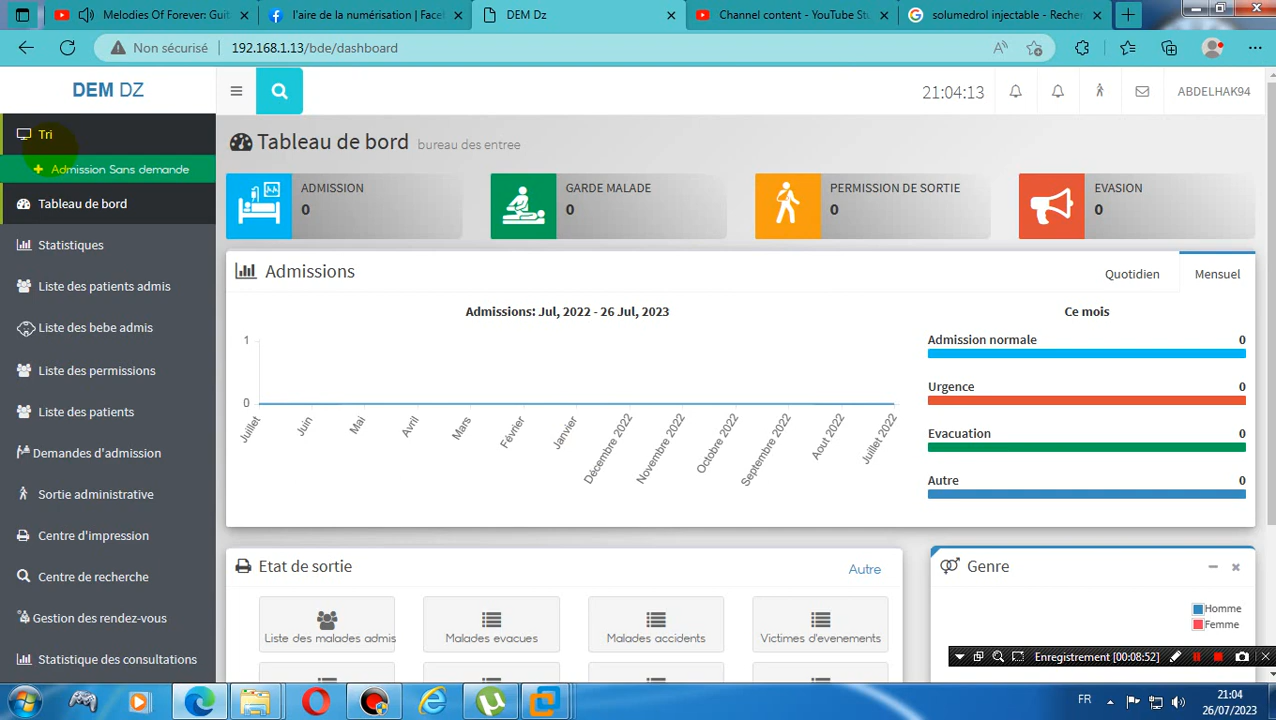 Melodies Of Forever: Guit
l'aire de la numérisation | Face
DEM Dz
Channel content - YouTube Stu
solumedrol injectable - Recher
Non sécurisé
192.168.1.13/bde/dashboard
DEM DZ
21:04:13
ABDELHAK94
Tri
Admission Sans demande
Tableau de bord
Statistiques
Liste des patients admis
Liste des bebe admis
Liste des permissions
Liste des patients
Demandes d'admission
Sortie administrative
Centre d'impression
Centre de recherche
Gestion des rendez-vous
Statistique des consultations
Tableau de bord bureau des entree
ADMISSION
0
GARDE MALADE
0
PERMISSION DE SORTIE
0
EVASION
0
Admissions
Quotidien
Mensuel
Admissions: Jul, 2022 - 26 Jul, 2023
1
0
Juillet
Juin
Mai
Avril
Mars
Février
Janvier
Décembre 2022
Novembre 2022
Octobre 2022
Septembre 2022
Aout 2022
Juillet 2022
Ce mois
Admission normale 0
Urgence 0
Evacuation 0
Autre 0
Etat de sortie
Autre
Liste des malades admis
Malades evacues
Malades accidents
Victimes d'evenements
Genre
Homme
Femme
Enregistrement [00:08:52]
FR
21:04
26/07/2023